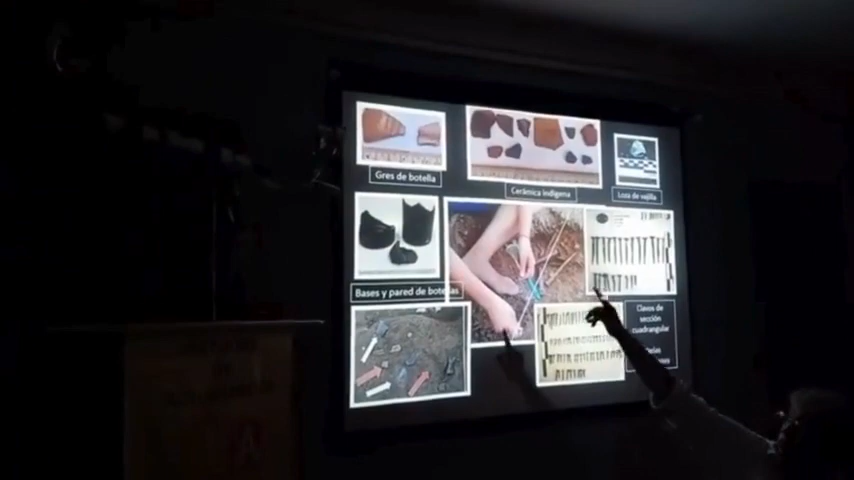 Gres de botella
Cerámica indígena
Loza de vajilla
Bases y pared de botellas
Clavos de
sección
cuadrangular